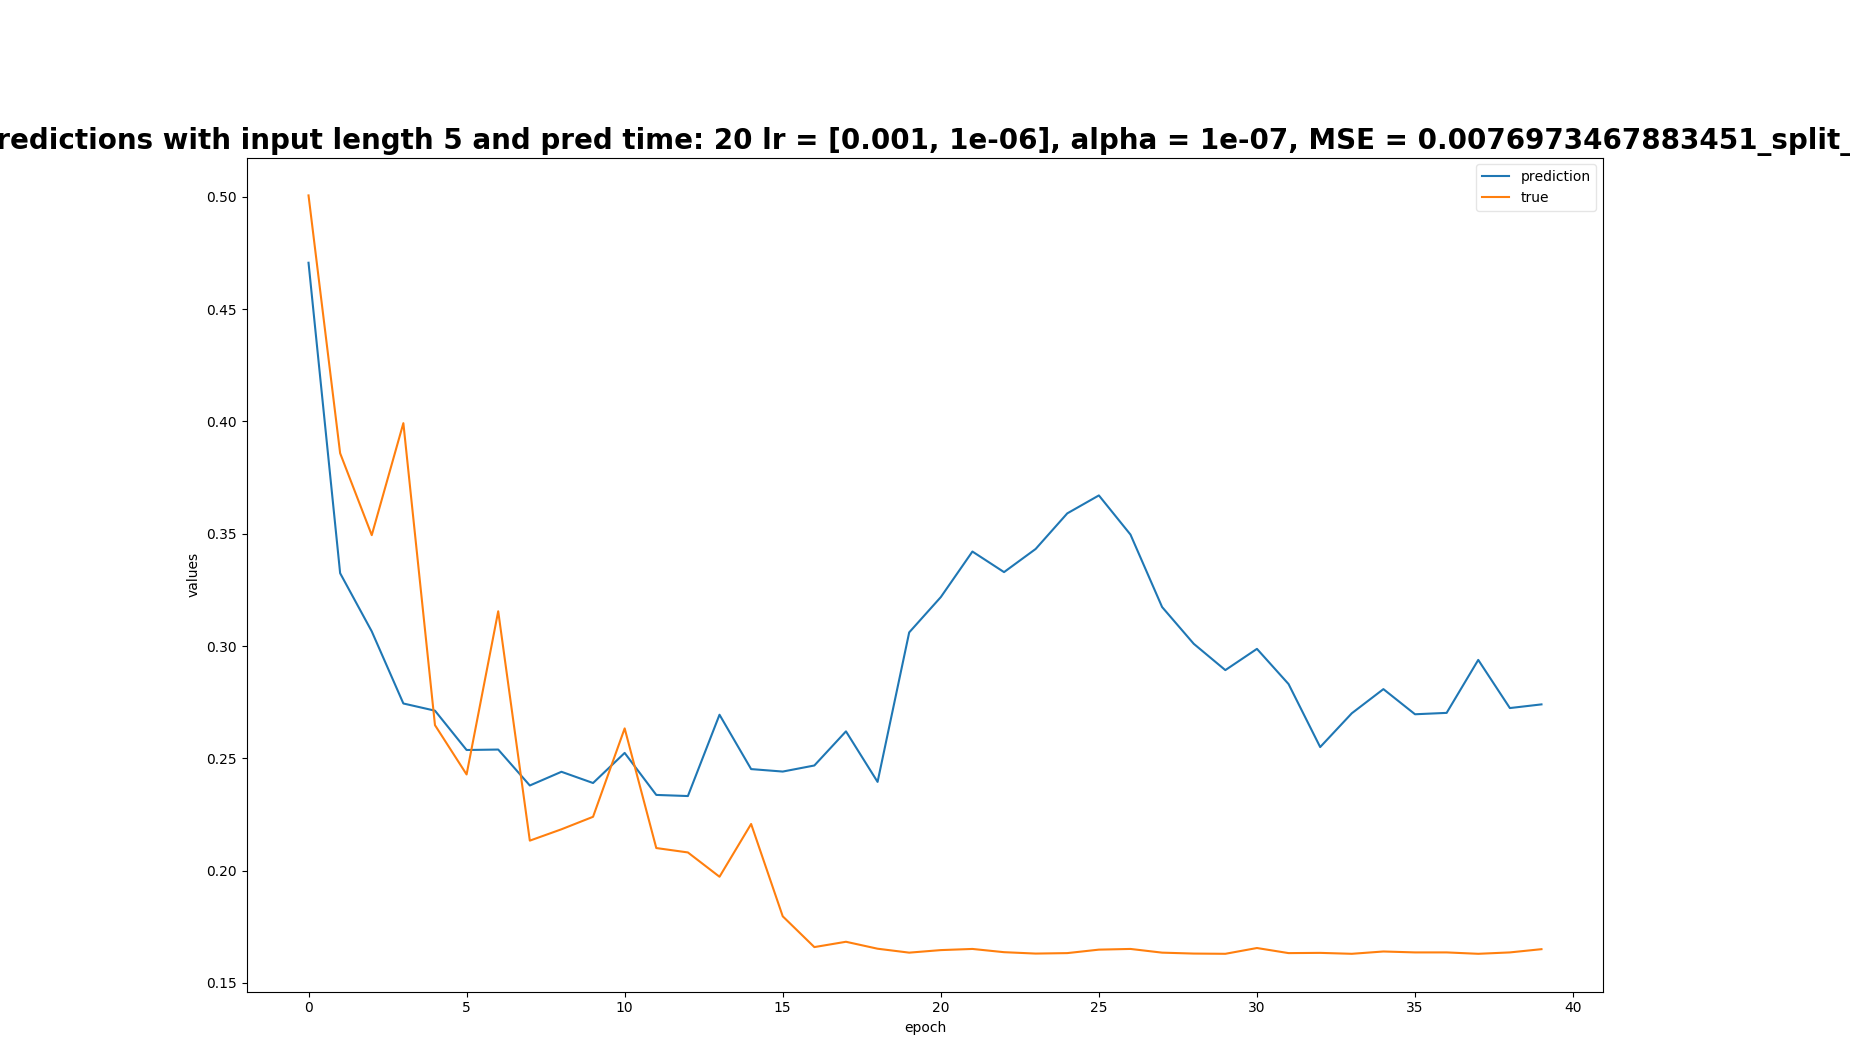 redictions with input length 5 and pred time: 20 lr = [0.001, 1e-06], alpha = 1e-07, MSE = 0.0076973467883451_split_
prediction
true
0.50
0.45
0.40
0.35
0.30
0.25
0.20
0.15
values
0 5 10 15 20 25 30 35 40
epoch